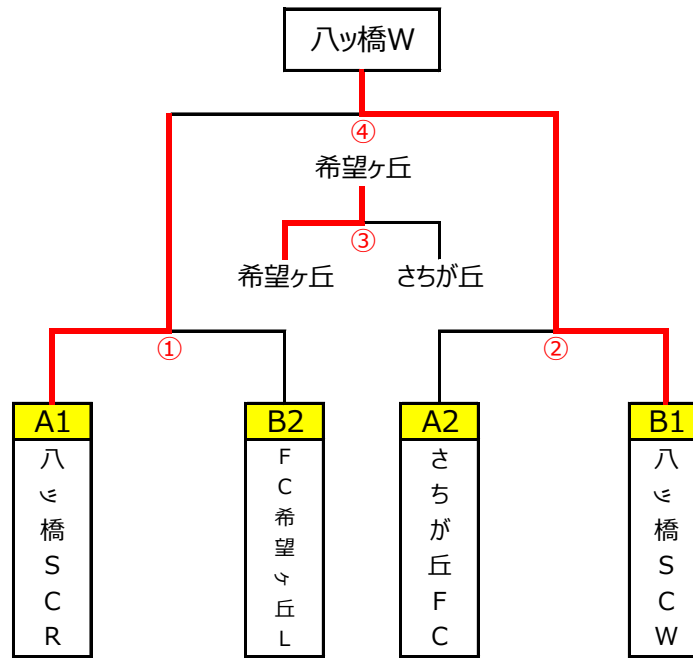 八ッ橋W
④
希望ヶ丘
③
希望ヶ丘
さちが丘
①
②
A1
B2
A2
B1
八ッ橋SCR
FC希望ヶ丘L
さちが丘FC
八ッ橋SCW